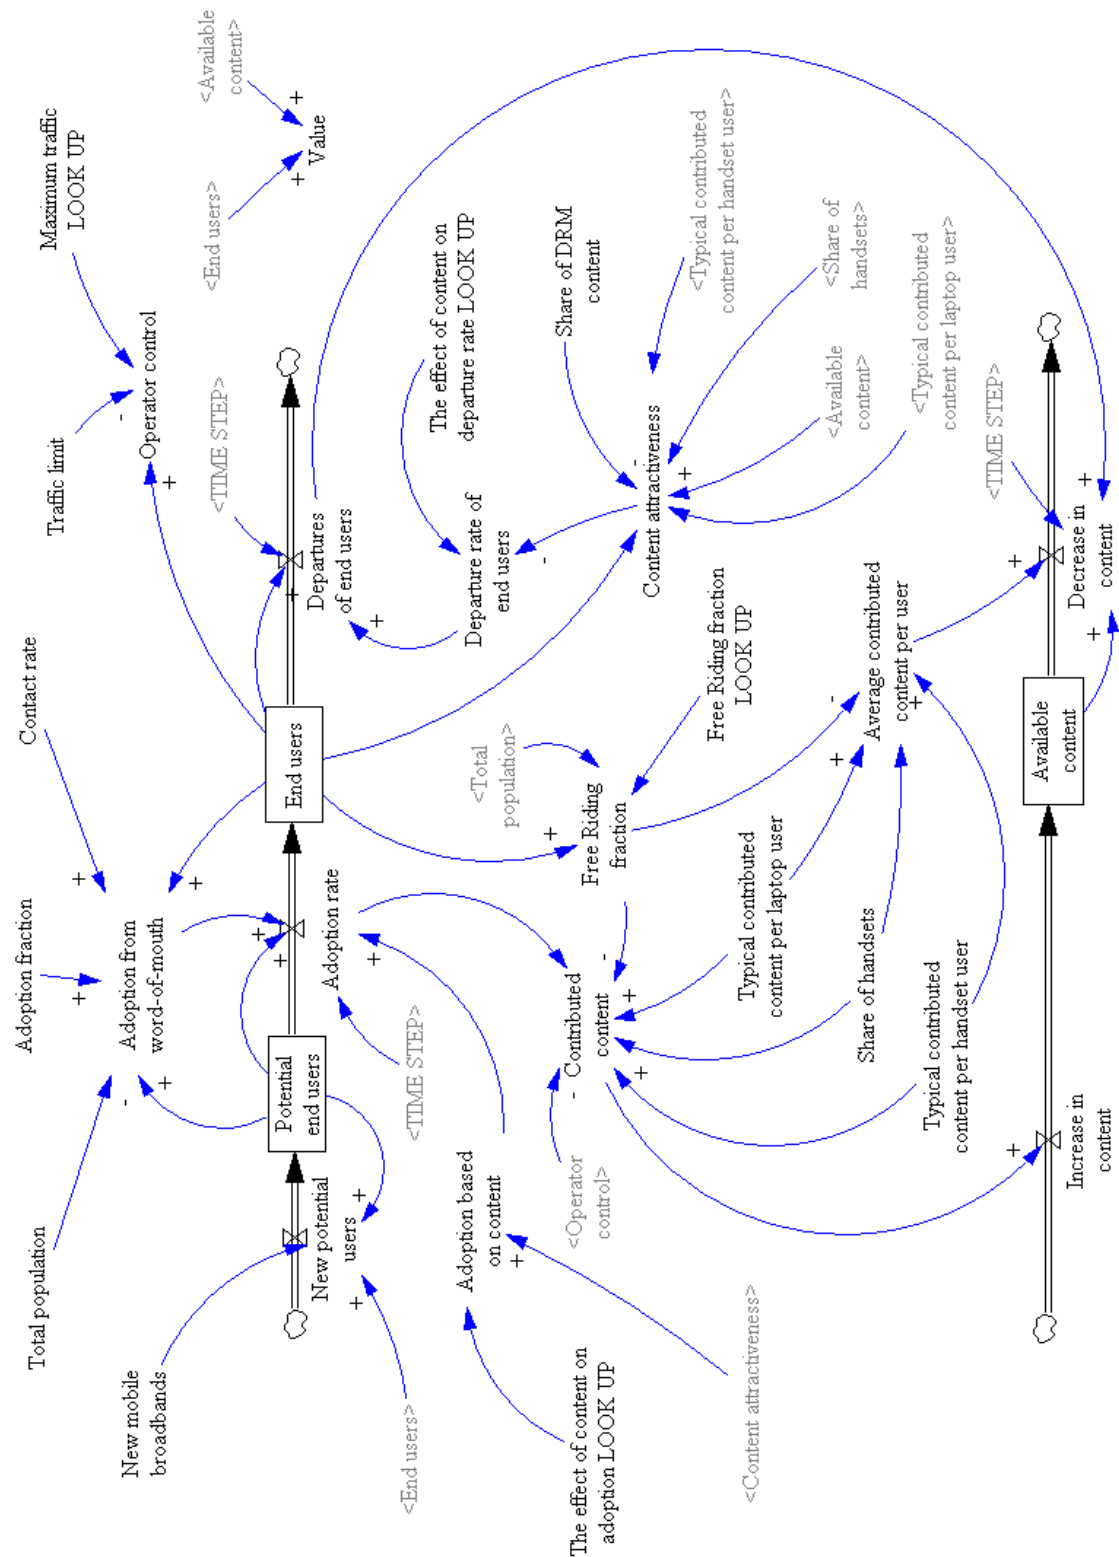 Total population
Adoption fraction
Contact rate
Traffic limit
Maximum traffic
LOOK UP
New mobile
broadbands
Adoption from
word-of-mouth
Operator control
<Available
content>
<End users>
Value
+
+
+
+
+
+
-
+
-
+
<TIME STEP>
Potential
end users
End users
+
+
+
New potential
users
Adoption rate
Departures
of end users
+
+
+
+
<End users>
<TIME STEP>
The effect of content on
departure rate LOOK UP
Adoption based
on content
+
Departure rate of
end users
-
<Total
population>
The effect of content on
adoption LOOK UP
<Operator
control>
-
Contributed
content
-
+
+
+
Free Riding
fraction
Share of DRM
content
Content attractiveness
-
+
<Typical contributed
content per handset user>
Free Riding fraction
LOOK UP
<Content attractiveness>
Typical contributed
content per laptop user
<Share of
handsets>
<Available
content>
Share of handsets
Average contributed
content per user
-
+
+
<Typical contributed
content per laptop user>
Typical contributed
content per handset user
<TIME STEP>
+
+
Increase in
content
Available
content
Decrease in
content
+
+